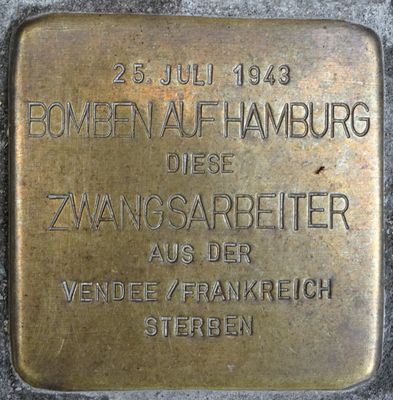 25. JULI 1943
BOMBEN AUF HAMBURG
DIESE
ZWANGSARBEITER
AUS DER
VENDEE/FRANKREICH
STERBEN